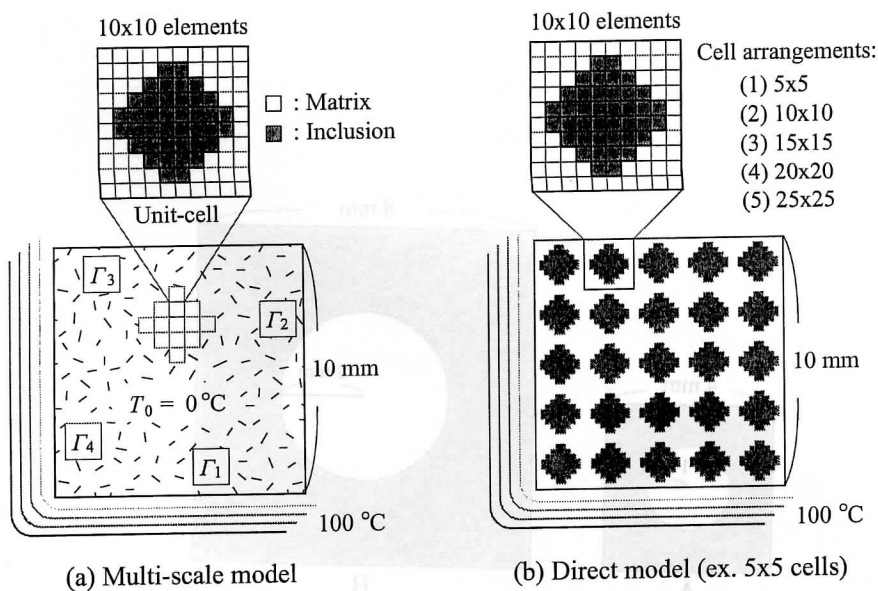 10x10 elements
: Matrix
: Inclusion
Unit-cell
Γ3
Γ2
T0 = 0 °C
Γ4
Γ1
10 mm
100 °C
(a) Multi-scale model
10x10 elements
Cell arrangements:
(1) 5x5
(2) 10x10
(3) 15x15
(4) 20x20
(5) 25x25
10 mm
100 °C
(b) Direct model (ex. 5x5 cells)